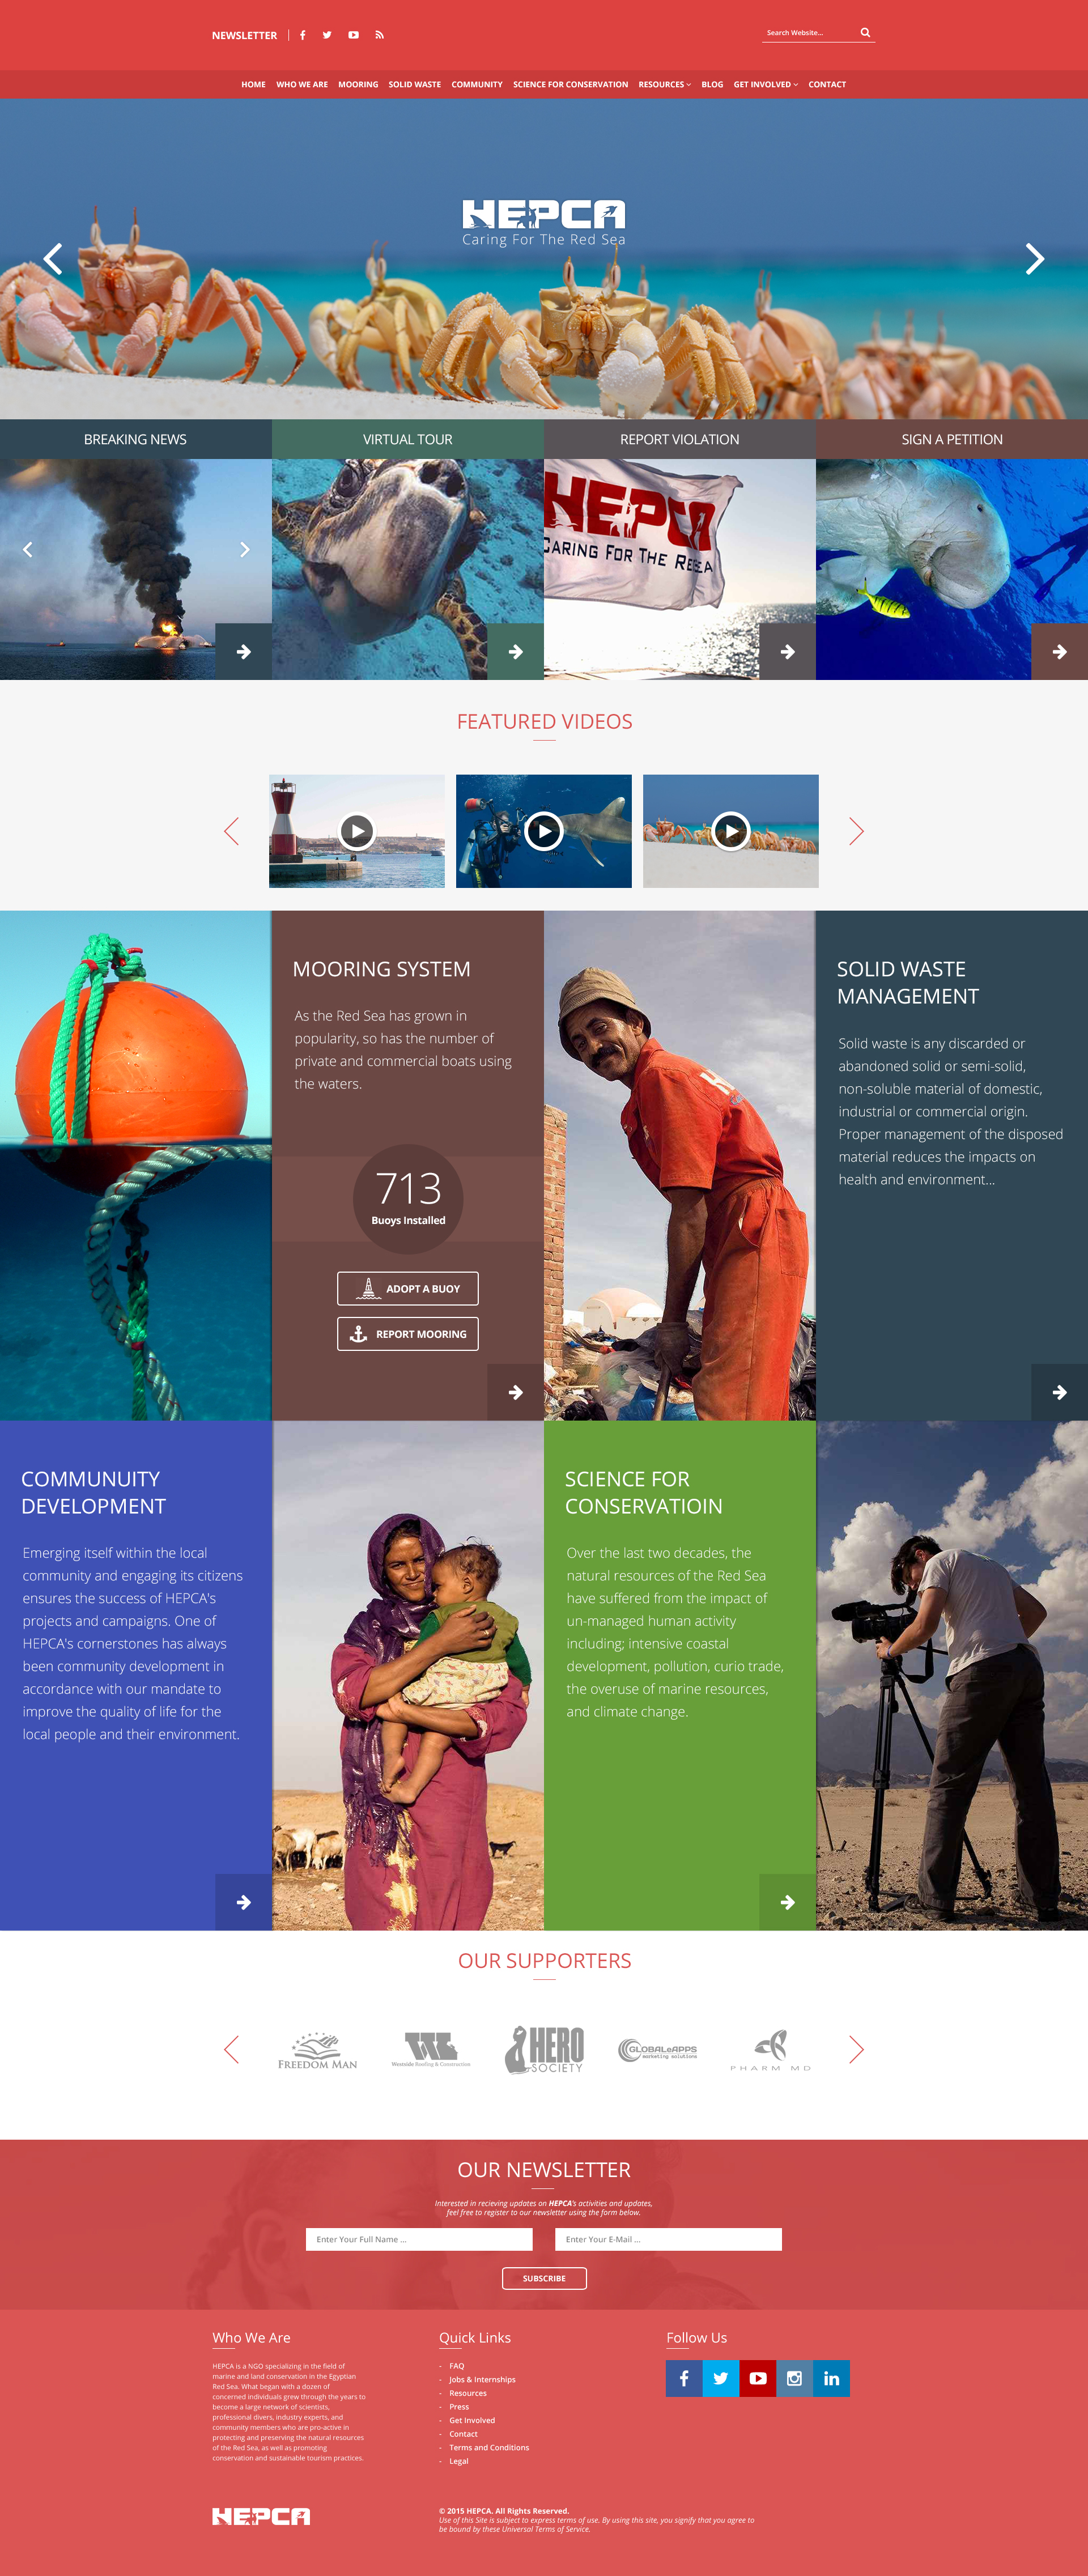 NEWSLETTER
Search Website...
HOME WHO WE ARE MOORING SOLID WASTE COMMUNITY SCIENCE FOR CONSERVATION RESOURCES BLOG GET INVOLVED CONTACT
HEPCA
Caring For The Red Sea
BREAKING NEWS
VIRTUAL TOUR
REPORT VIOLATION
SIGN A PETITION
HEPCA
CARING FOR THE RED SEA
FEATURED VIDEOS
MOORING SYSTEM
As the Red Sea has grown in
popularity, so has the number of
private and commercial boats using
the waters.
713
Buoys Installed
ADOPT A BUOY
REPORT MOORING
SOLID WASTE
MANAGEMENT
Solid waste is any discarded or
abandoned solid or semi-solid,
non-soluble material of domestic,
industrial or commercial origin.
Proper management of the disposed
material reduces the impacts on
health and environment...
COMMUNUITY
DEVELOPMENT
Emerging itself within the local
community and engaging its citizens
ensures the success of HEPCA's
projects and campaigns. One of
HEPCA's cornerstones has always
been community development in
accordance with our mandate to
improve the quality of life for the
local people and their environment.
SCIENCE FOR
CONSERVATIOIN
Over the last two decades, the
natural resources of the Red Sea
have suffered from the impact of
un-managed human activity
including; intensive coastal
development, pollution, curio trade,
the overuse of marine resources,
and climate change.
OUR SUPPORTERS
FREEDOM MAN
Westside Roofing & Construction
HERO
SOCIETY
GLOBALeAPPS
marketing solutions
PHARM MD
OUR NEWSLETTER
Interested in recieving updates on HEPCA's activities and updates,
feel free to register to our newsletter using the form below.
Enter Your Full Name ...
Enter Your E-Mail ...
SUBSCRIBE
Who We Are
HEPCA is a NGO specializing in the field of
marine and land conservation in the Egyptian
Red Sea. What began with a dozen of
concerned individuals grew through the years to
become a large network of scientists,
professional divers, industry experts, and
community members who are pro-active in
protecting and preserving the natural resources
of the Red Sea, as well as promoting
conservation and sustainable tourism practices.
Quick Links
- FAQ
- Jobs & Internships
- Resources
- Press
- Get Involved
- Contact
- Terms and Conditions
- Legal
Follow Us
HEPCA
© 2015 HEPCA. All Rights Reserved.
Use of this Site is subject to express terms of use. By using this site, you signify that you agree to
be bound by these Universal Terms of Service.